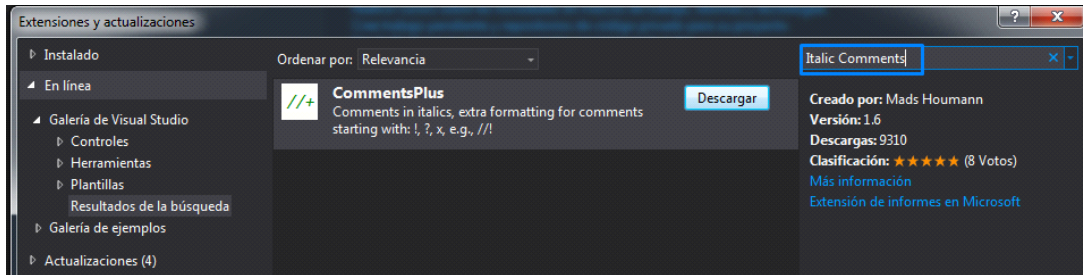 Extensiones y actualizaciones
?
x
Instalado
En línea
Galería de Visual Studio
Controles
Herramientas
Plantillas
Resultados de la búsqueda
Galería de ejemplos
Actualizaciones (4)
Ordenar por: Relevancia
//+
CommentsPlus
Comments in italics, extra formatting for comments
starting with: !, ?, x, e.g., //!
Descargar
Italic Comments
Creado por: Mads Houmann
Versión: 1.6
Descargas: 9310
Clasificación: ★★★★★ (8 Votos)
Más información
Extensión de informes en Microsoft